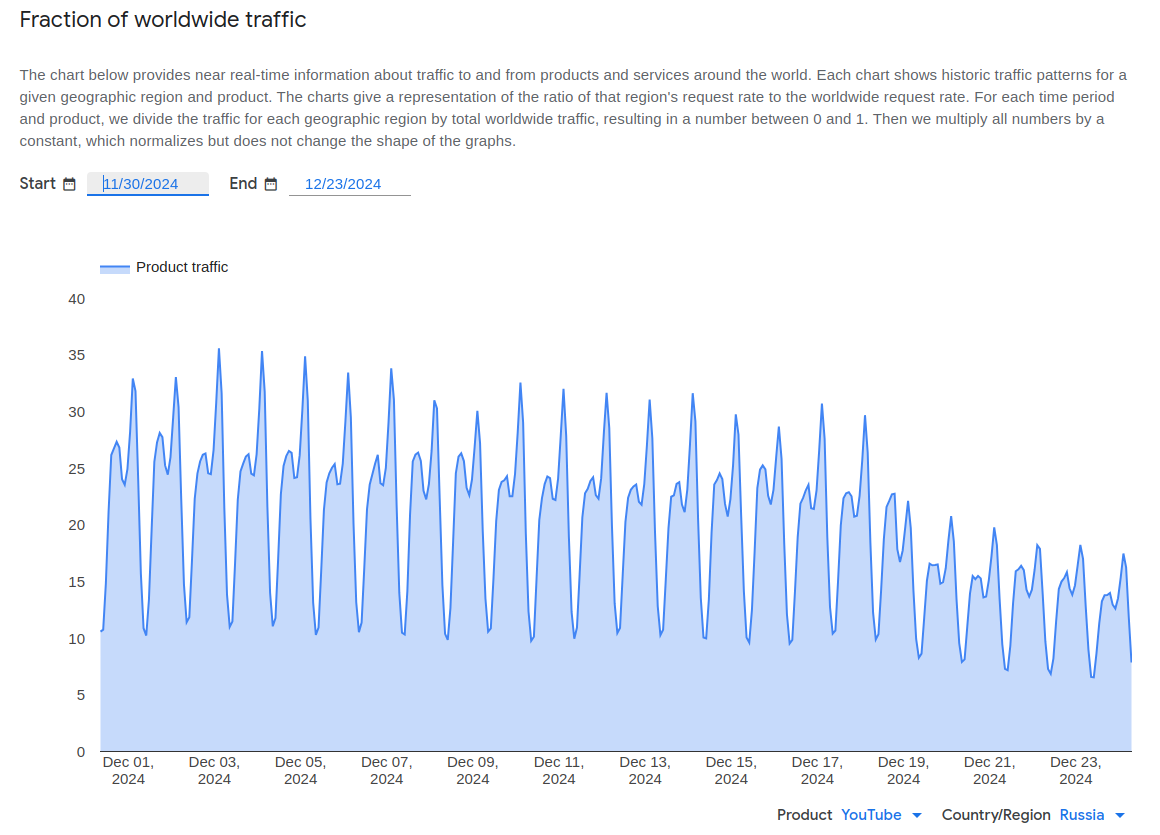 Fraction of worldwide traffic
The chart below provides near real-time information about traffic to and from products and services around the world. Each chart shows historic traffic patterns for a
given geographic region and product. The charts give a representation of the ratio of that region's request rate to the worldwide request rate. For each time period
and product, we divide the traffic for each geographic region by total worldwide traffic, resulting in a number between 0 and 1. Then we multiply all numbers by a
constant, which normalizes but does not change the shape of the graphs.
Start 11/30/2024 End 12/23/2024
Product traffic
40
35
30
25
20
15
10
5
0
Dec 01, Dec 03, Dec 05, Dec 07, Dec 09, Dec 11, Dec 13, Dec 15, Dec 17, Dec 19, Dec 21, Dec 23,
2024 2024 2024 2024 2024 2024 2024 2024 2024 2024 2024 2024
Product YouTube Country/Region Russia